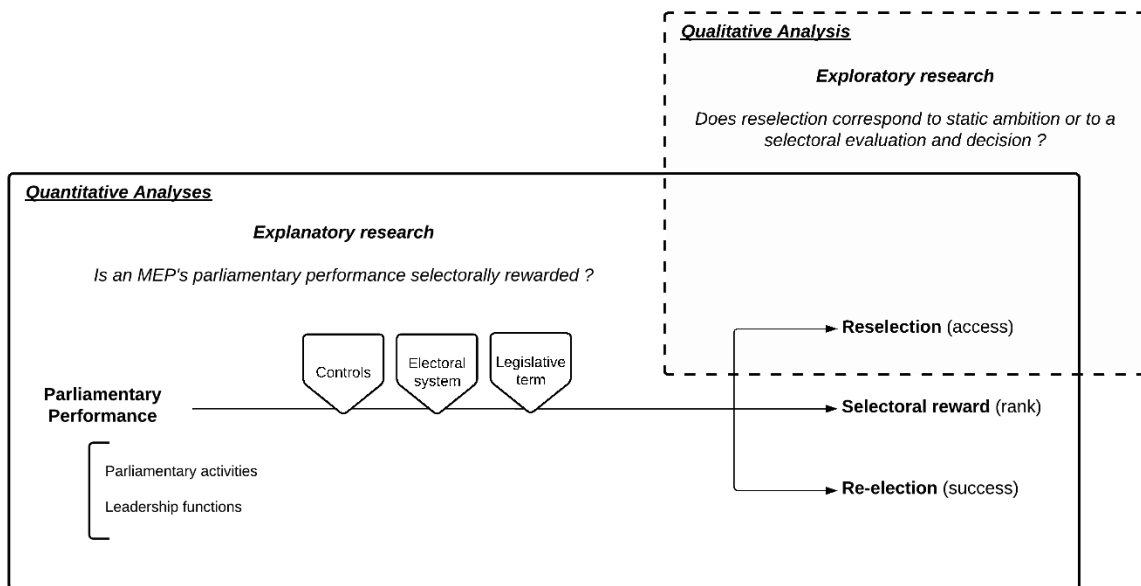 Qualitative Analysis
Exploratory research
Does reselection correspond to static ambition or to a
selectoral evaluation and decision ?
Quantitative Analyses
Explanatory research
Is an MEP's parliamentary performance selectorally rewarded ?
Controls
Electoral
system
Legislative
term
Parliamentary
Performance
Parliamentary activities
Leadership functions
Reselection (access)
Selectoral reward (rank)
Re-election (success)